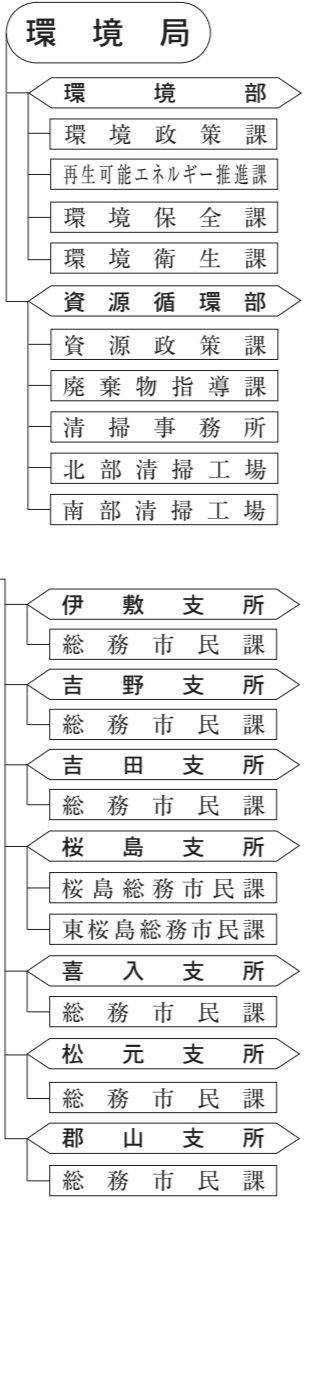 環境局
環境部
環境政策課
再生可能エネルギー推進課
環境保全課
環境衛生課
資源循環部
資源政策課
廃棄物指導課
清掃事務所
北部清掃工場
南部清掃工場
伊敷支所
総務市民課
吉野支所
総務市民課
吉田支所
総務市民課
桜島支所
桜島総務市民課
東桜島総務市民課
喜入支所
総務市民課
松元支所
総務市民課
郡山支所
総務市民課